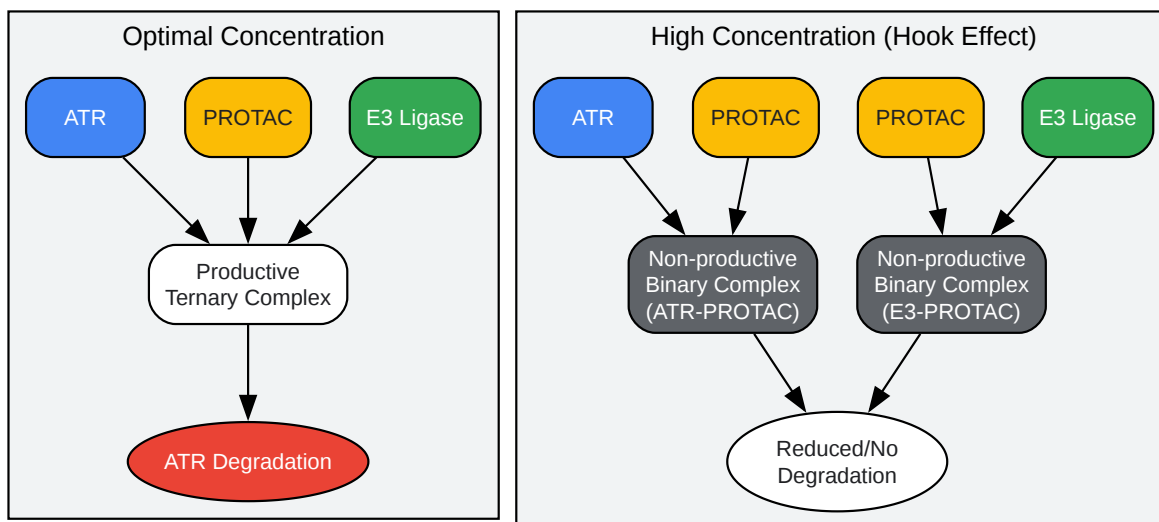 Optimal Concentration
ATR
PROTAC
E3 Ligase
Productive
Ternary Complex
ATR Degradation
High Concentration (Hook Effect)
ATR
PROTAC
PROTAC
E3 Ligase
Non-productive
Binary Complex
(ATR-PROTAC)
Non-productive
Binary Complex
(E3-PROTAC)
Reduced/No
Degradation